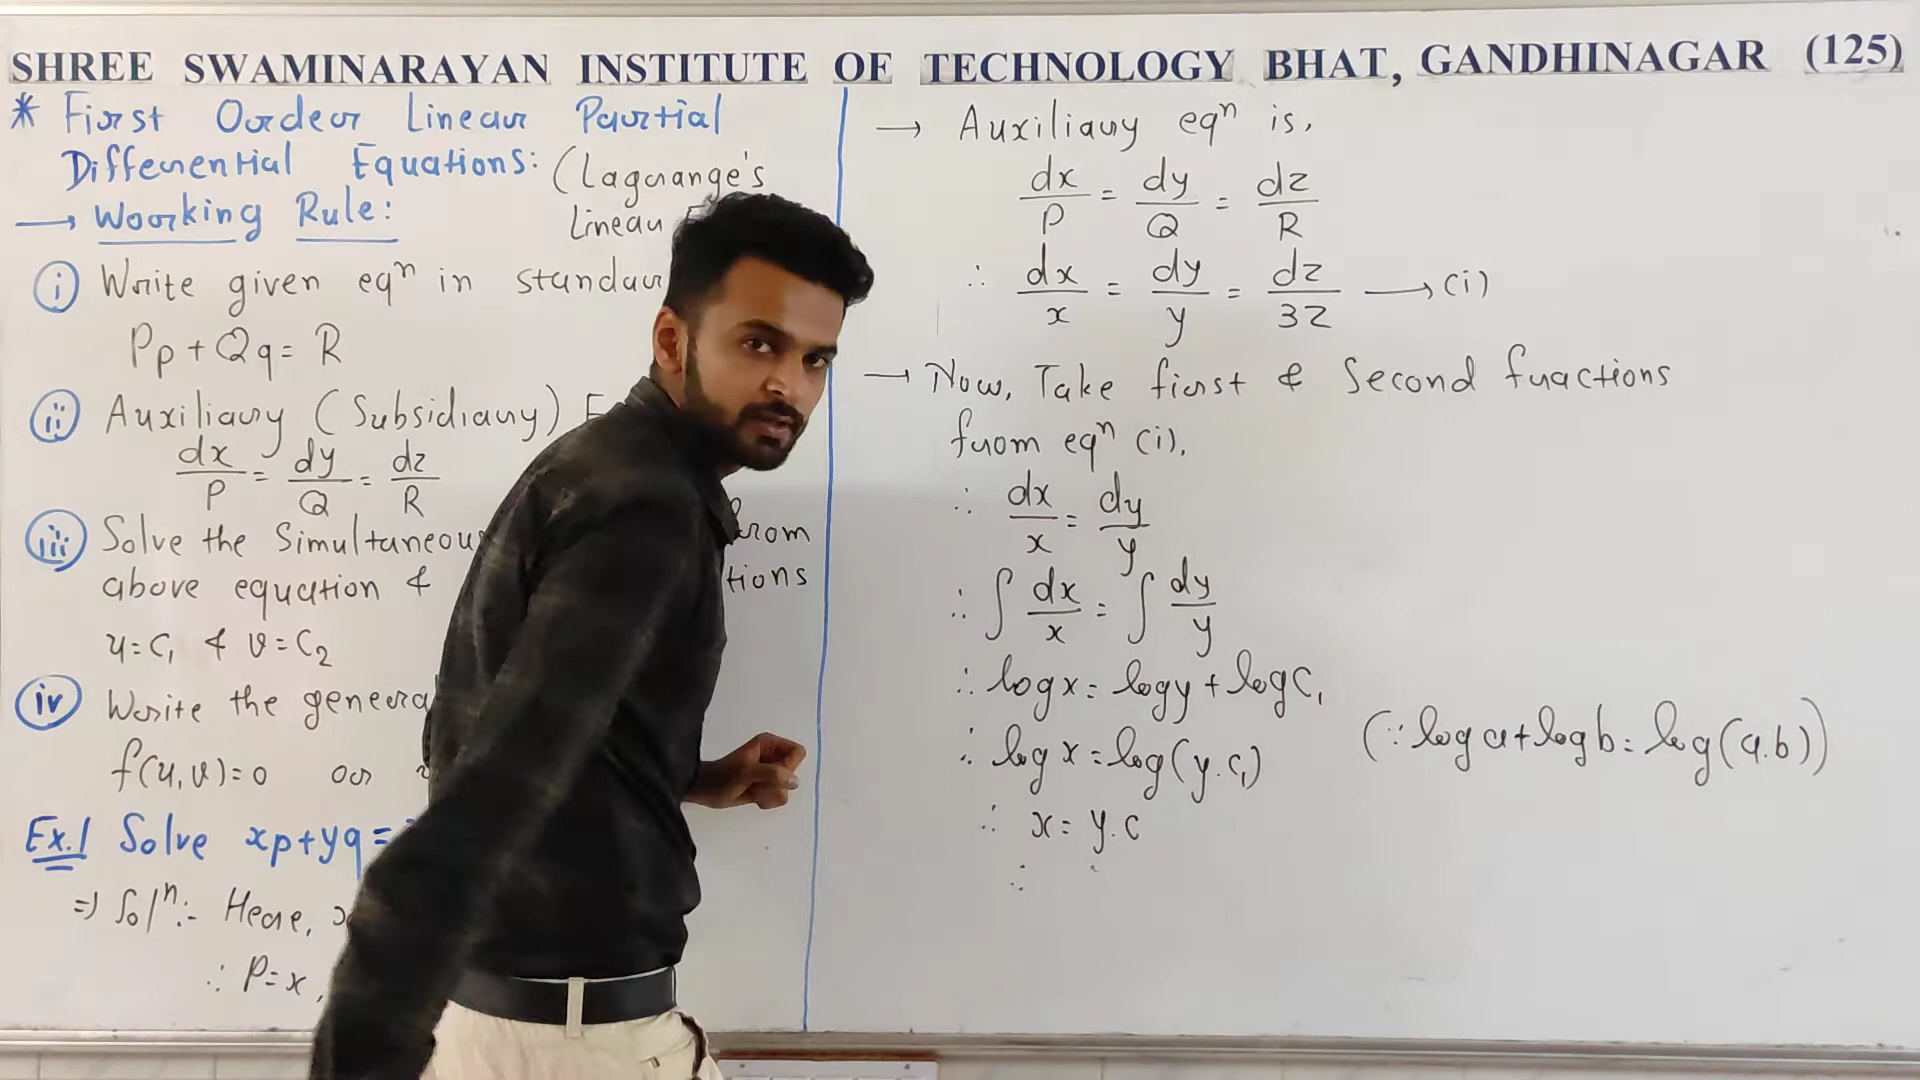 SHREE SWAMINARAYAN INSTITUTE OF TECHNOLOGY BHAT, GANDHINAGAR (125)
* First Order Linear Partial
Differential Equations: (Lagrange's
Linear
→ Working Rule:
(i) Write given eqⁿ in
Pp + Qq = R
(ii) Auxiliary (Subsidiary)
dx/P = dy/Q = dz/R
(iii) Solve the Simultaneous from
above equation &
u = C₁ & v = C₂
(iv) Write the
f(u,v) = 0 or
Ex.1 Solve xp+yq =
⇒ Solⁿ:- Here,
∴ P = x,
→ Auxiliary eqⁿ is,
dx/P = dy/Q = dz/R
∴ dx/x = dy/y = dz/3z → (i)
→ Now, Take first & Second fractions
from eqⁿ (i),
∴ dx/x = dy/y
∴ ∫ dx/x = ∫ dy/y
∴ log x = log y + log C₁
∴ log x = log(y.c₁) (∵ log a + log b = log(a.b))
∴ x = y.c
∴